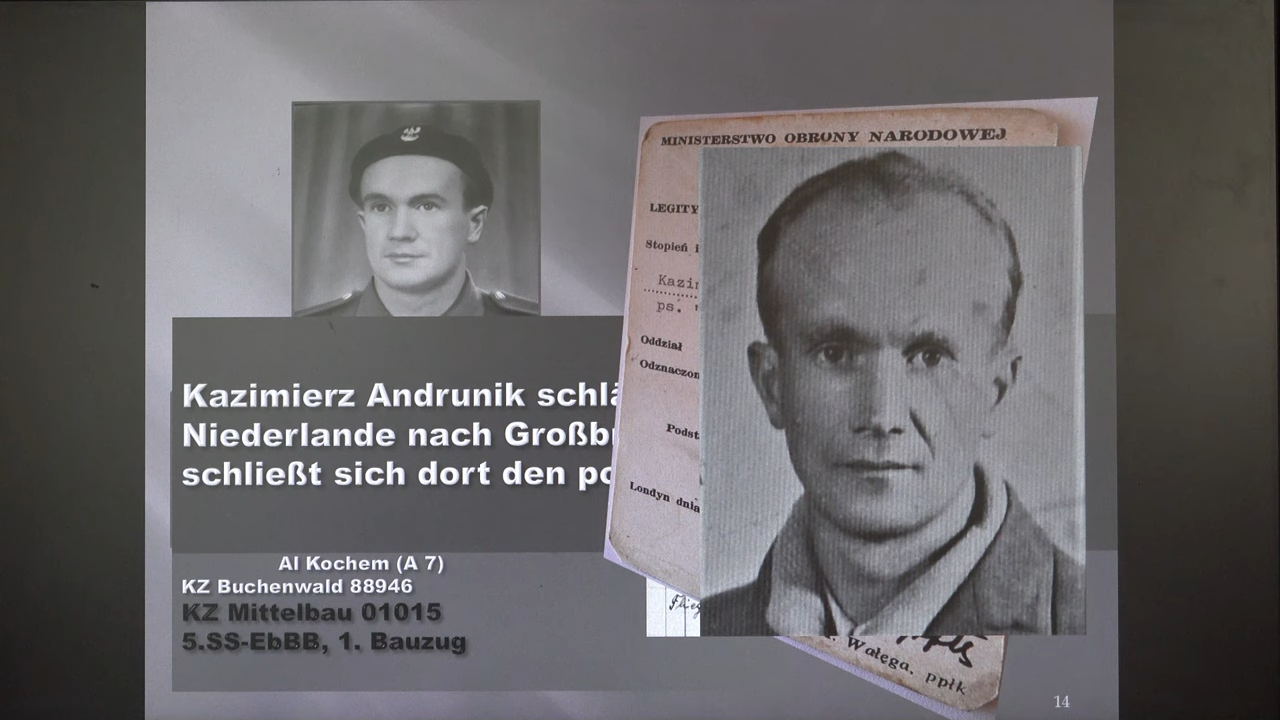 MINISTERSTWO OBRONY NARODOWEJ
LEGITY
Stopień i
Kazim
ps.
Oddział
Odznaczon
Podst
Londyn dnia
Kazimierz Andrunik schlä
Niederlande nach Großbr
schließt sich dort den po
Al Kochem (A 7)
KZ Buchenwald 88946
KZ Mittelbau 01015
5.SS-EbBB, 1. Bauzug
Flieg
Wałęga, ppłk
14